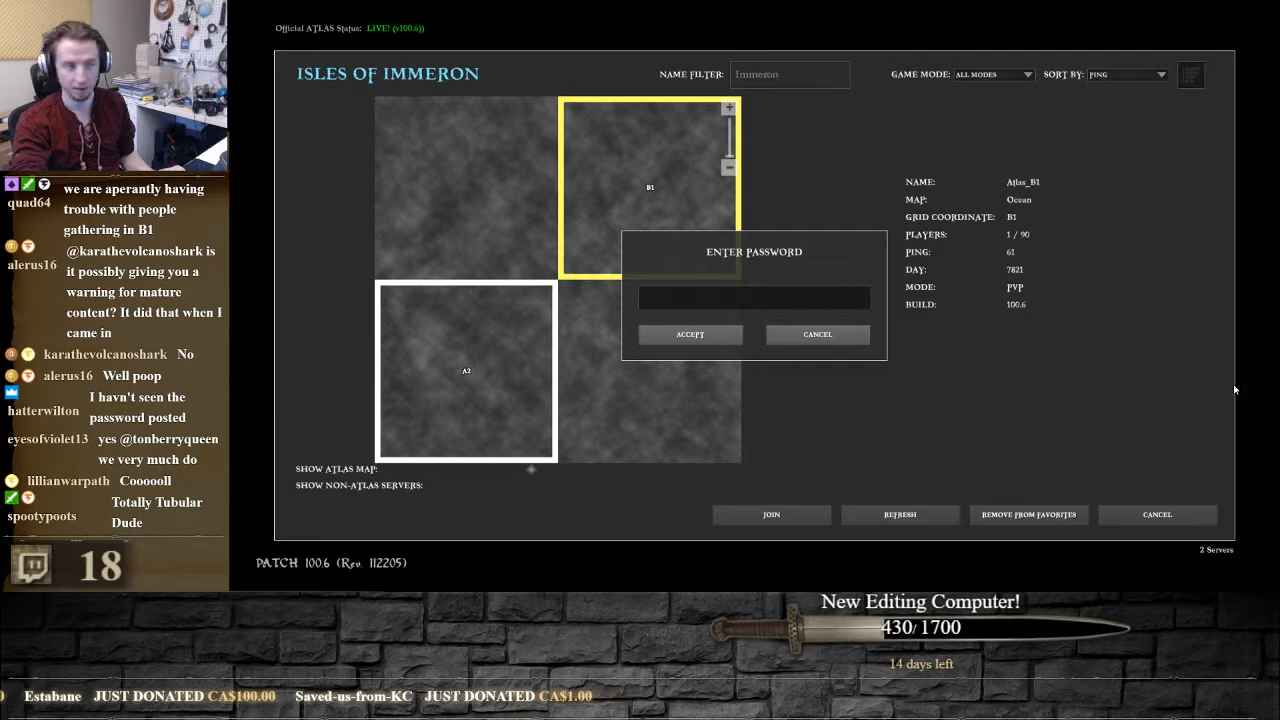 Official ATLAS Status: LIVE! (v100.6))
ISLES OF IMMERON
NAME FILTER: Immeron
GAME MODE: ALL MODES
SORT BY: PING
+
-
B1
A2
ENTER PASSWORD
ACCEPT
CANCEL
NAME: Atlas_B1
MAP: Ocean
GRID COORDINATE: B1
PLAYERS: 1 / 90
PING: 61
DAY: 7821
MODE: PVP
BUILD: 100.6
SHOW ATLAS MAP:
SHOW NON-ATLAS SERVERS:
JOIN
REFRESH
REMOVE FROM FAVORITES
CANCEL
2 Servers
PATCH 100.6 (Rev. 112205)
quad64
we are aperantly having
trouble with people
gathering in B1
alerus16
@karathevolcanoshark is
it possibly giving you a
warning for mature
content? It did that when I
came in
karathevolcanoshark No
alerus16 Well poop
hatterwilton
I havn't seen the
password posted
eyesofviolet13 yes @tonberryqueen
we very much do
lillianwarpath Coooooll
spootypoots
Totally Tubular
Dude
18
New Editing Computer!
430/ 1700
14 days left
0 Estabane JUST DONATED CA$100.00 Saved-us-from-KC JUST DONATED CA$1.00